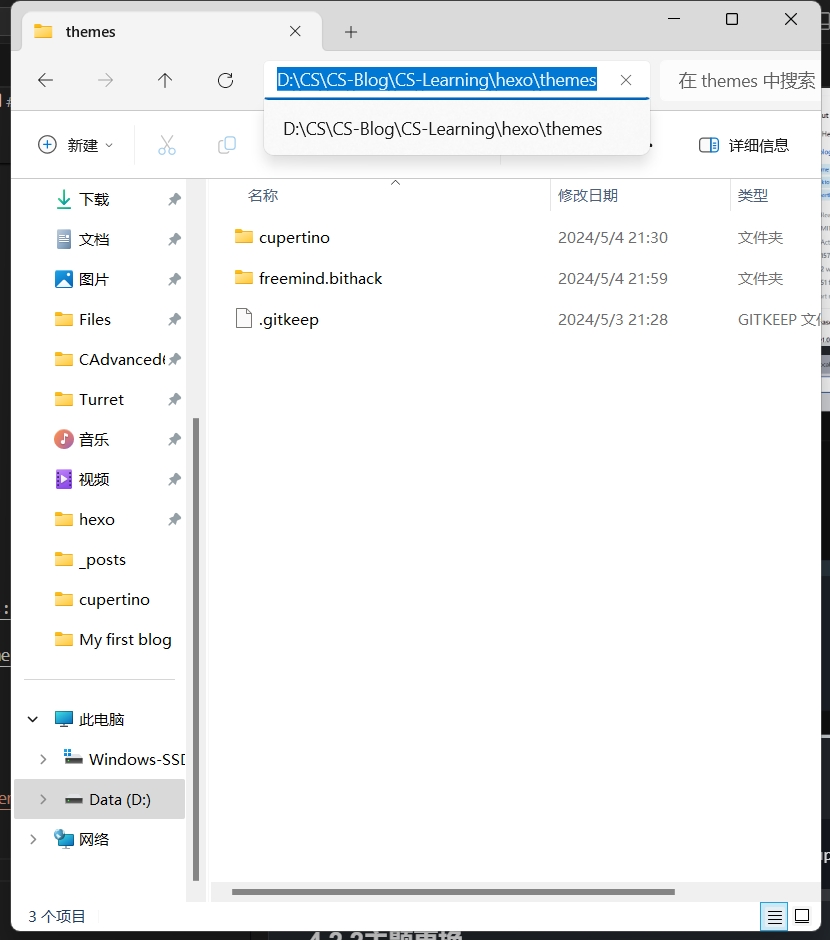 themes
D:\CS\CS-Blog\CS-Learning\hexo\themes
在 themes 中搜索
新建
D:\CS\CS-Blog\CS-Learning\hexo\themes
详细信息
名称 修改日期 类型
cupertino 2024/5/4 21:30 文件夹
freemind.bithack 2024/5/4 21:59 文件夹
.gitkeep 2024/5/3 21:28 GITKEEP 文件
下载
文档
图片
Files
CAdvanced
Turret
音乐
视频
hexo
_posts
cupertino
My first blog
此电脑
Windows-SSD
Data (D:)
网络
3 个项目